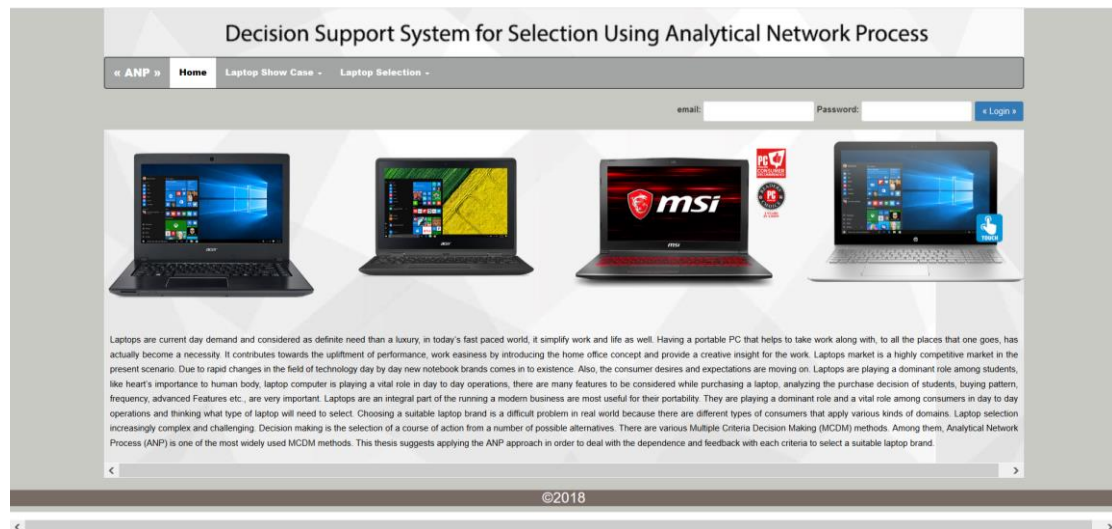 Decision Support System for Selection Using Analytical Network Process
« ANP » Home Laptop Show Case - Laptop Selection -
email: Password: « Login »
PC
acer
acer
msi
msi
TOUCH
Laptops are current day demand and considered as definite need than a luxury, in today's fast paced world, it simplify work and life as well. Having a portable PC that helps to take work along with, to all the places that one goes, has
actually become a necessity. It contributes towards the upliftment of performance, work easiness by introducing the home office concept and provide a creative insight for the work. Laptops market is a highly competitive market in the
present scenario. Due to rapid changes in the field of technology day by day new notebook brands comes in to existence. Also, the consumer desires and expectations are moving on. Laptops are playing a dominant role among students,
like heart's importance to human body, laptop computer is playing a vital role in day to day operations, there are many features to be considered while purchasing a laptop, analyzing the purchase decision of students, buying pattern,
frequency, advanced Features etc., are very important. Laptops are an integral part of the running a modern business are most useful for their portability. They are playing a dominant role and a vital role among consumers in day to day
operations and thinking what type of laptop will need to select. Choosing a suitable laptop brand is a difficult problem in real world because there are different types of consumers that apply various kinds of domains. Laptop selection
increasingly complex and challenging. Decision making is the selection of a course of action from a number of possible alternatives. There are various Multiple Criteria Decision Making (MCDM) methods. Among them, Analytical Network
Process (ANP) is one of the most widely used MCDM methods. This thesis suggests applying the ANP approach in order to deal with the dependence and feedback with each criteria to select a suitable laptop brand.
©2018